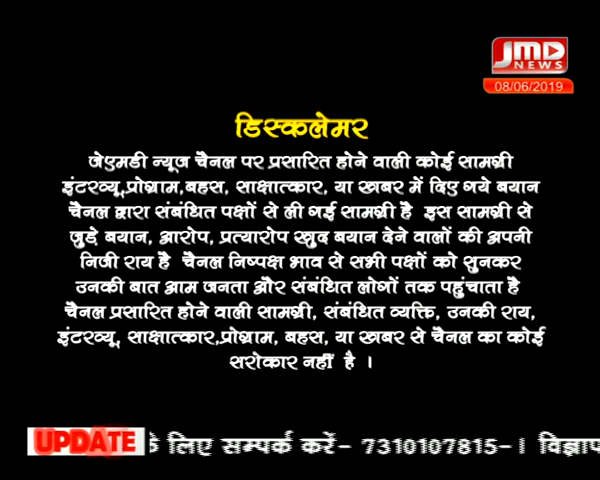 JMD
NEWS
08/06/2019
डिस्कलेमर
जेएमडी न्यूज चैनल पर प्रसारित होने वाली कोई सामग्री
इंटरव्यू,प्रोग्राम,बहस, साक्षात्कार, या खबर में दिए गये बयान
चैनल द्वारा संबंधित पक्षों से ली गई सामग्री है इस सामग्री से
जुड़े बयान, आरोप, प्रत्यारोप खुद बयान देने वालों की अपनी
निजी राय है चैनल निष्पक्ष भाव से सभी पक्षों को सुनकर
उनकी बात आम जनता और संबंधित लोगों तक पहुंचाता है
चैनल प्रसारित होने वाली सामग्री, संबंधित व्यक्ति, उनकी राय,
इंटरव्यू, साक्षात्कार,प्रोग्राम, बहस, या खबर से चैनल का कोई
सरोकार नहीं है ।
UPDATE के लिए सम्पर्क करें- 7310107815-। विज्ञाप